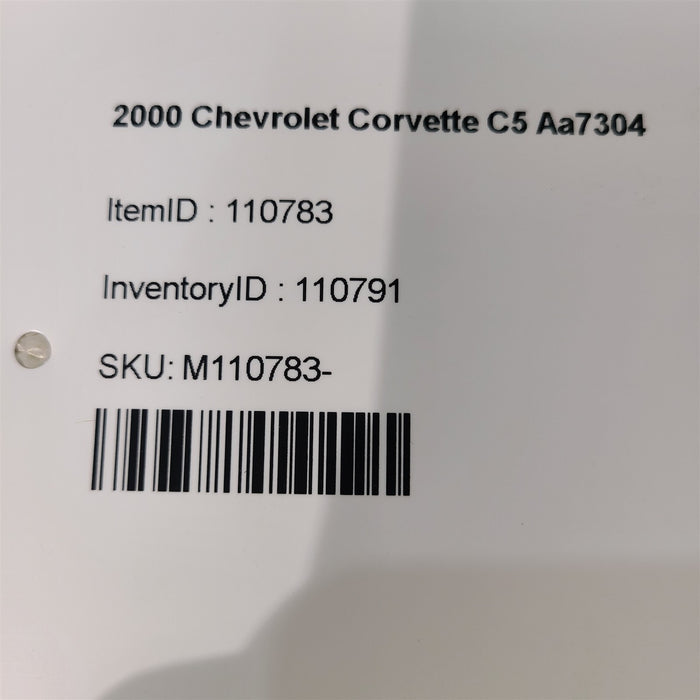 2000 Chevrolet Corvette C5 Aa7304
ItemID : 110783
InventoryID : 110791
SKU: M110783-